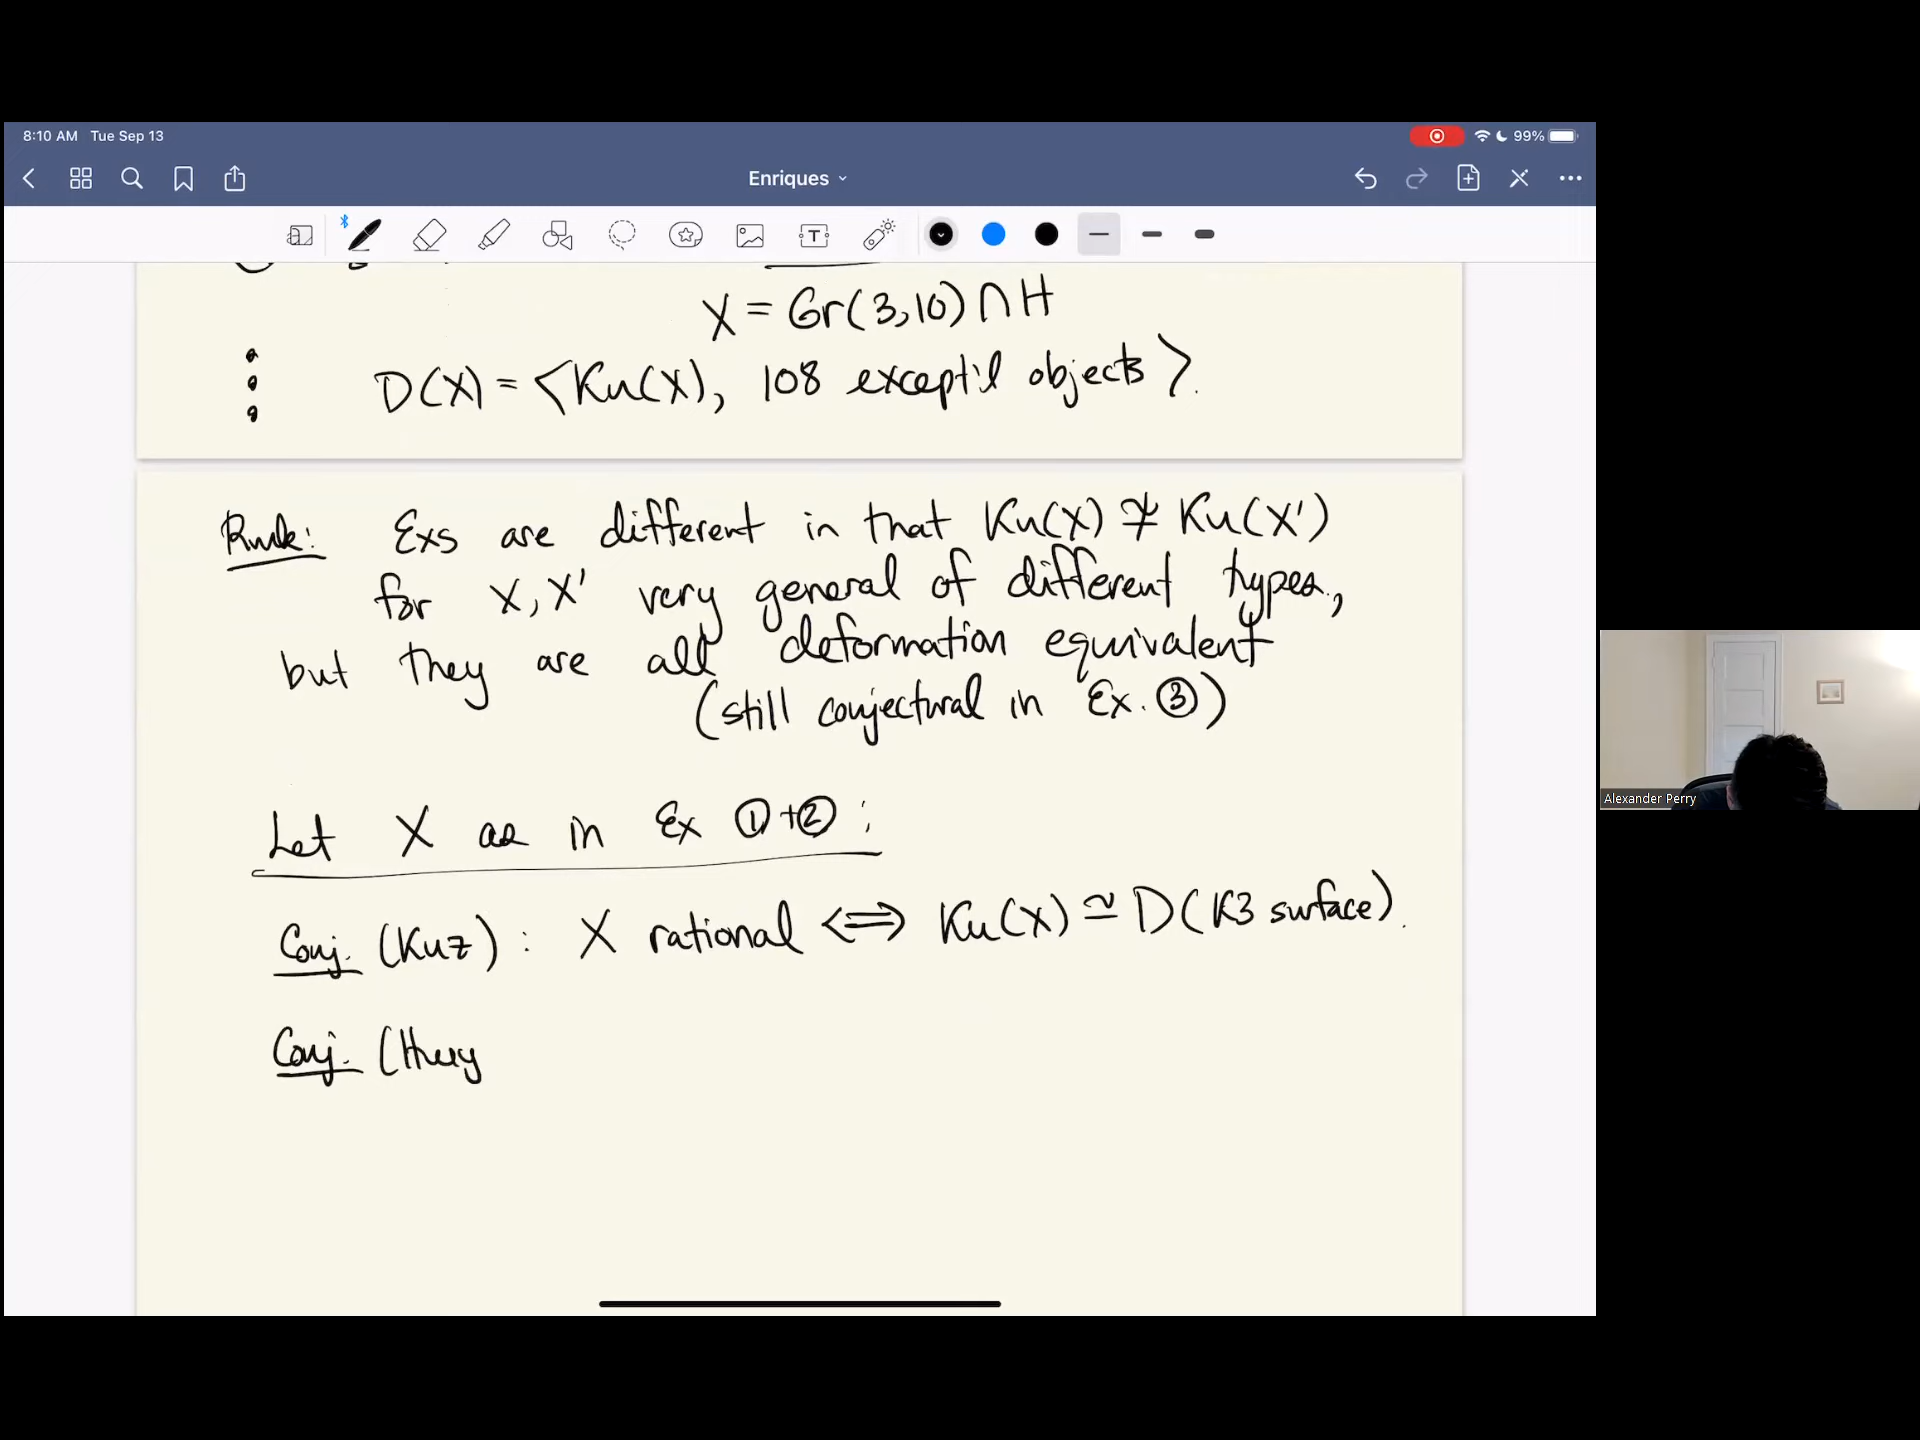 8:10 AM Tue Sep 13
99%
Enriques
X = Gr(3,10) ∩ H
D(X) = <Ku(X), 108 except'l objects>.
Rmk: Exs are different in that Ku(X) ≄ Ku(X')
for X, X' very general of different types,
but they are all deformation equivalent
(still conjectural in Ex. ③)
Let X as in Ex ①+②:
Conj. (Kuz): X rational <=> Ku(X) ≃ D(K3 surface).
Conj. (Huy
Alexander Perry